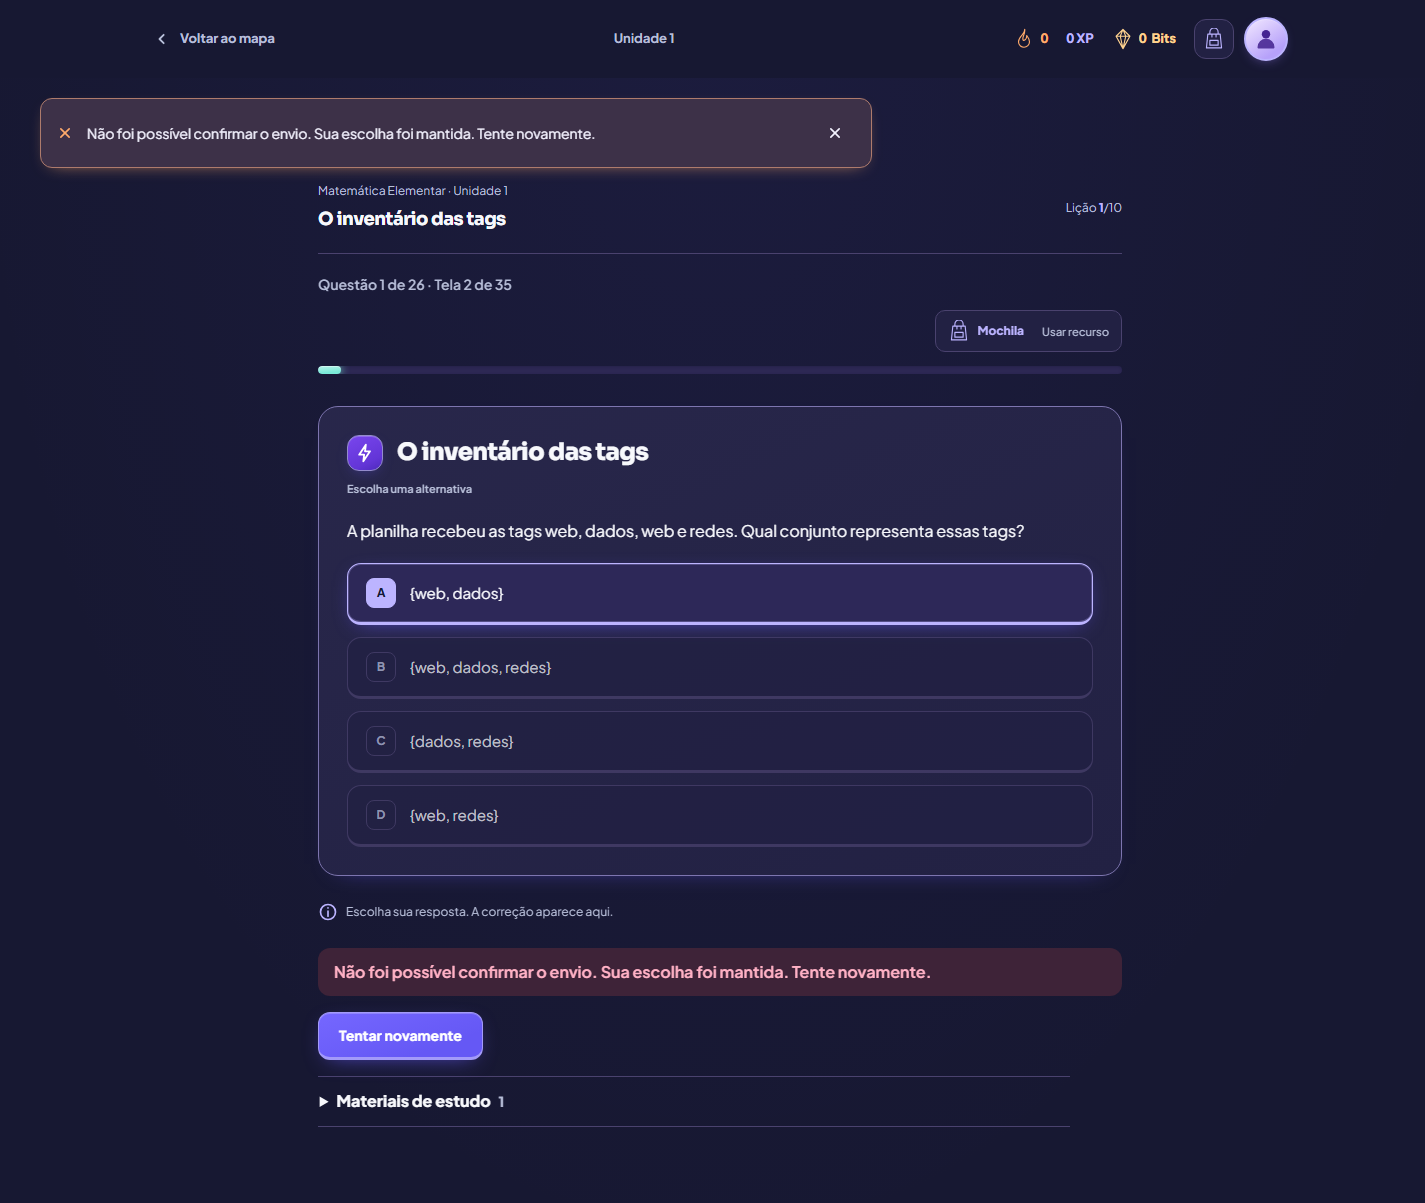 Voltar ao mapa
Unidade 1
0
0 XP
0 Bits
Não foi possível confirmar o envio. Sua escolha foi mantida. Tente novamente.
Matemática Elementar · Unidade 1
O inventário das tags
Lição 1/10
Questão 1 de 26 · Tela 2 de 35
Mochila
Usar recurso
O inventário das tags
Escolha uma alternativa
A planilha recebeu as tags web, dados, web e redes. Qual conjunto representa essas tags?
A {web, dados}
B {web, dados, redes}
C {dados, redes}
D {web, redes}
Escolha sua resposta. A correção aparece aqui.
Não foi possível confirmar o envio. Sua escolha foi mantida. Tente novamente.
Tentar novamente
Materiais de estudo 1